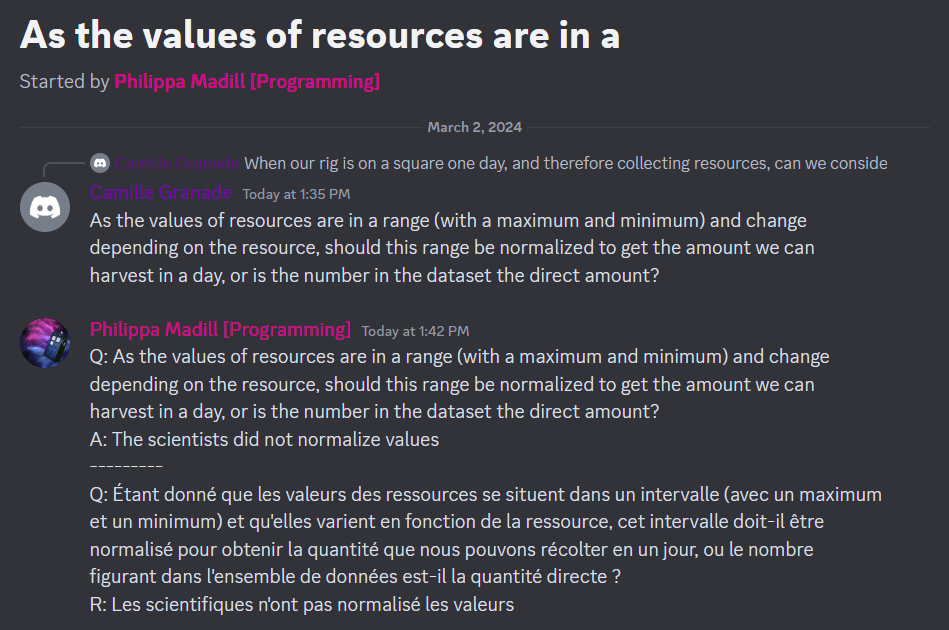 As the values of resources are in a
Started by Philippa Madill [Programming]
March 2, 2024
Camille Granade When our rig is on a square one day, and therefore collecting resources, can we conside
Camille Granade Today at 1:35 PM
As the values of resources are in a range (with a maximum and minimum) and change
depending on the resource, should this range be normalized to get the amount we can
harvest in a day, or is the number in the dataset the direct amount?
Philippa Madill [Programming] Today at 1:42 PM
Q: As the values of resources are in a range (with a maximum and minimum) and change
depending on the resource, should this range be normalized to get the amount we can
harvest in a day, or is the number in the dataset the direct amount?
A: The scientists did not normalize values
---------
Q: Étant donné que les valeurs des ressources se situent dans un intervalle (avec un maximum
et un minimum) et qu'elles varient en fonction de la ressource, cet intervalle doit-il être
normalisé pour obtenir la quantité que nous pouvons récolter en un jour, ou le nombre
figurant dans l'ensemble de données est-il la quantité directe ?
R: Les scientifiques n'ont pas normalisé les valeurs